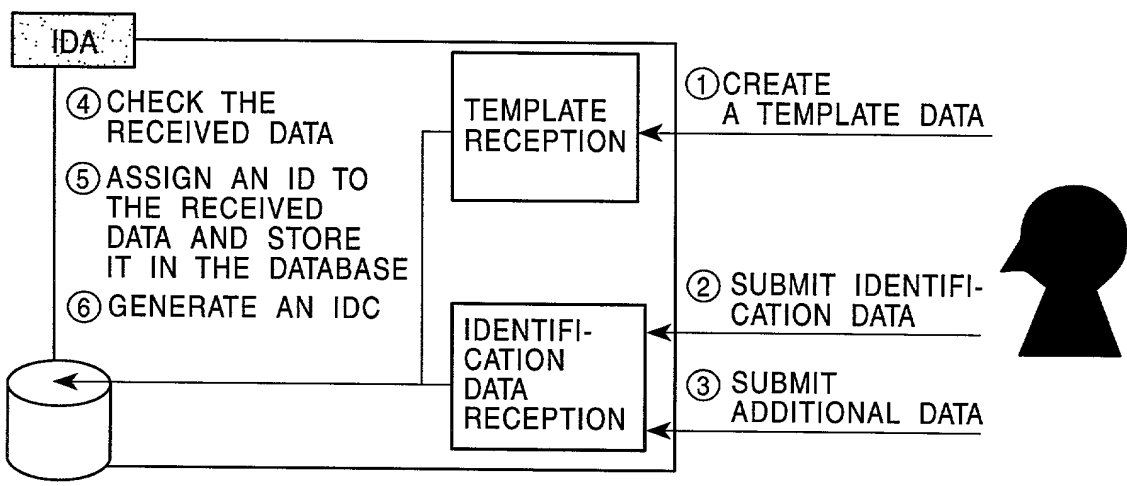 IDA
④ CHECK THE
RECEIVED DATA
⑤ ASSIGN AN ID TO
THE RECEIVED
DATA AND STORE
IT IN THE DATABASE
⑥ GENERATE AN IDC
TEMPLATE
RECEPTION
IDENTIFI-
CATION
DATA
RECEPTION
① CREATE
A TEMPLATE DATA
② SUBMIT IDENTIFI-
CATION DATA
③ SUBMIT
ADDITIONAL DATA